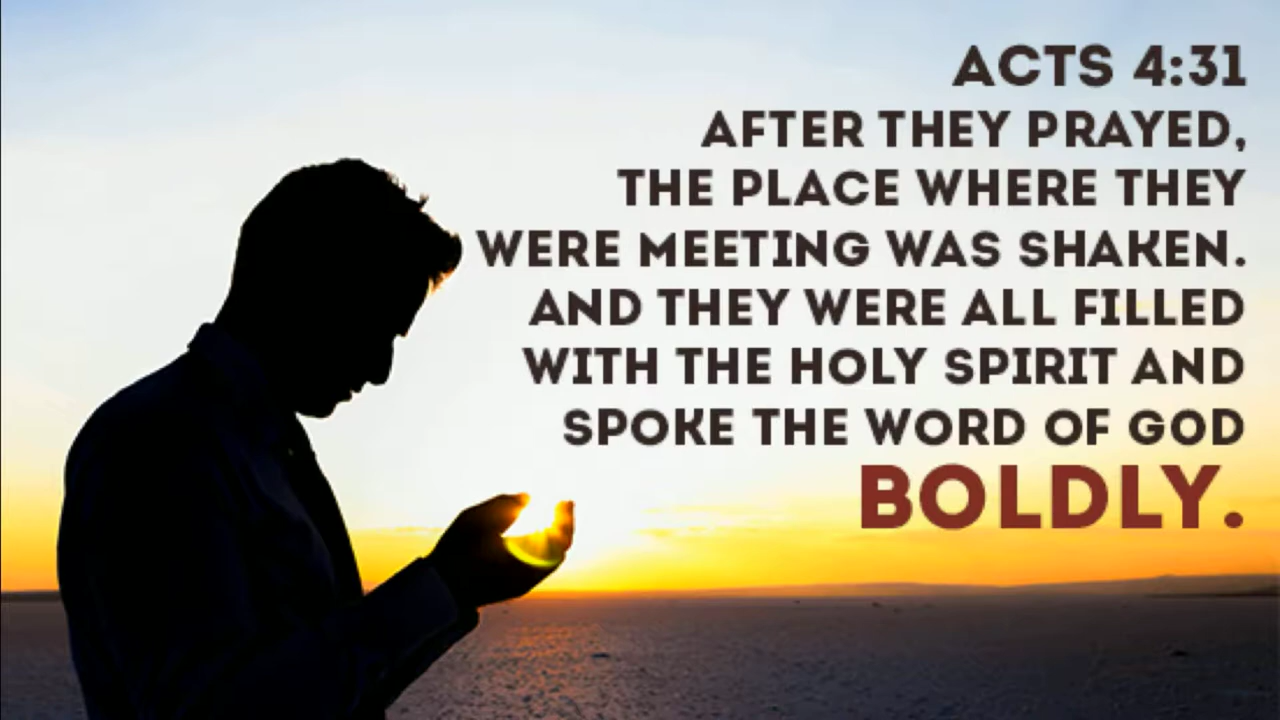 ACTS 4:31
AFTER THEY PRAYED,
THE PLACE WHERE THEY
WERE MEETING WAS SHAKEN.
AND THEY WERE ALL FILLED
WITH THE HOLY SPIRIT AND
SPOKE THE WORD OF GOD
BOLDLY.